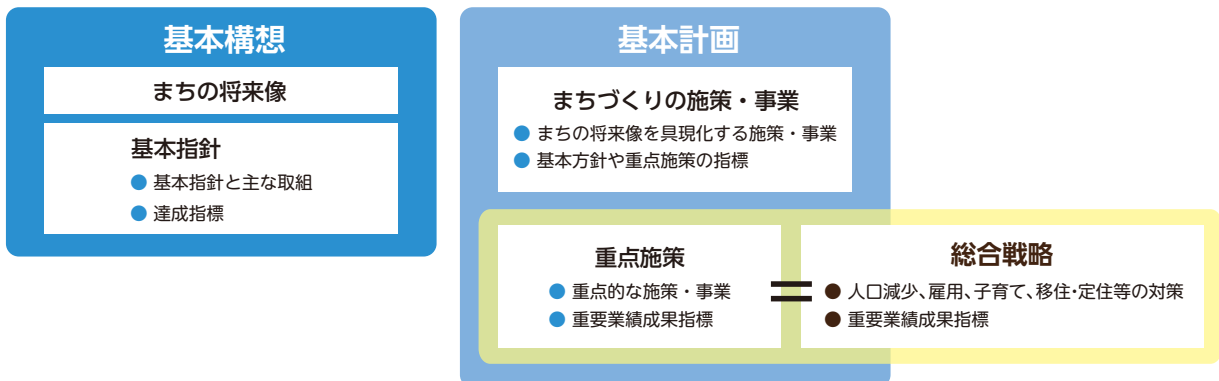 基本構想
まちの将来像
基本指針
● 基本指針と主な取組
● 達成指標
基本計画
まちづくりの施策・事業
● まちの将来像を具現化する施策・事業
● 基本方針や重点施策の指標
重点施策
● 重点的な施策・事業
● 重要業績成果指標
=
総合戦略
● 人口減少、雇用、子育て、移住・定住等の対策
● 重要業績成果指標